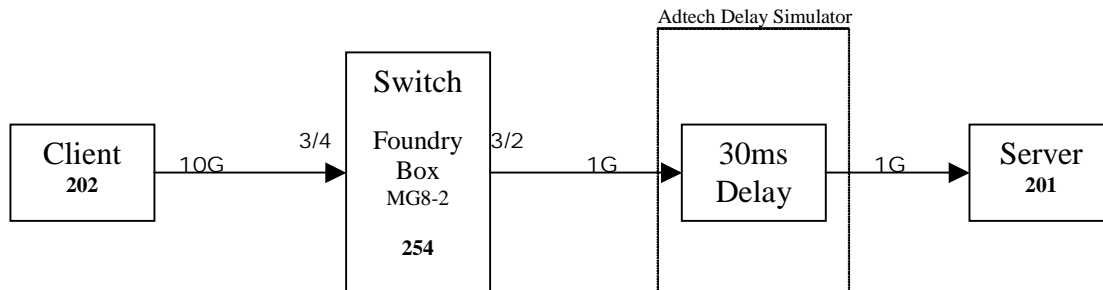 Adtech Delay Simulator
Client
202
10G
3/4
Switch
Foundry
Box
MG8-2
254
3/2
1G
30ms
Delay
1G
Server
201